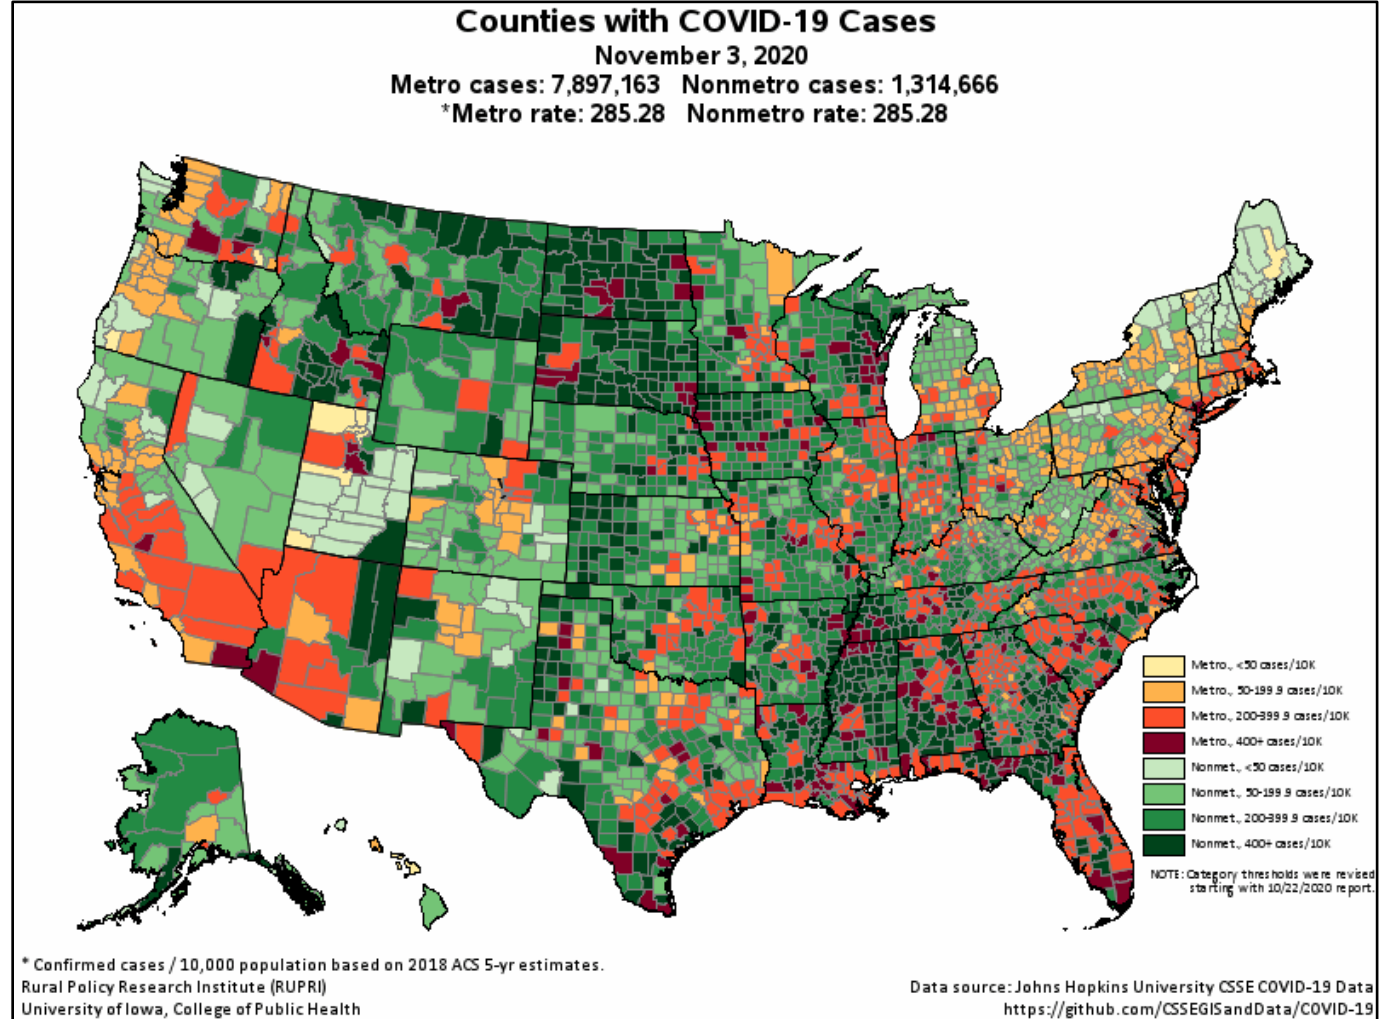 Counties with COVID-19 Cases
November 3, 2020
Metro cases: 7,897,163 Nonmetro cases: 1,314,666
*Metro rate: 285.28 Nonmetro rate: 285.28
Metro., <50 cases/10K
Metro., 50-199.9 cases/10K
Metro., 200-399.9 cases/10K
Metro., 400+ cases/10K
Nonmet., <50 cases/10K
Nonmet., 50-199.9 cases/10K
Nonmet., 200-399.9 cases/10K
Nonmet., 400+ cases/10K
NOTE: Category thresholds were revised
starting with 10/22/2020 report.
* Confirmed cases / 10,000 population based on 2018 ACS 5-yr estimates.
Rural Policy Research Institute (RUPRI)
University of Iowa, College of Public Health
Data source: Johns Hopkins University CSSE COVID-19 Data
https://github.com/CSSEGISandData/COVID-19